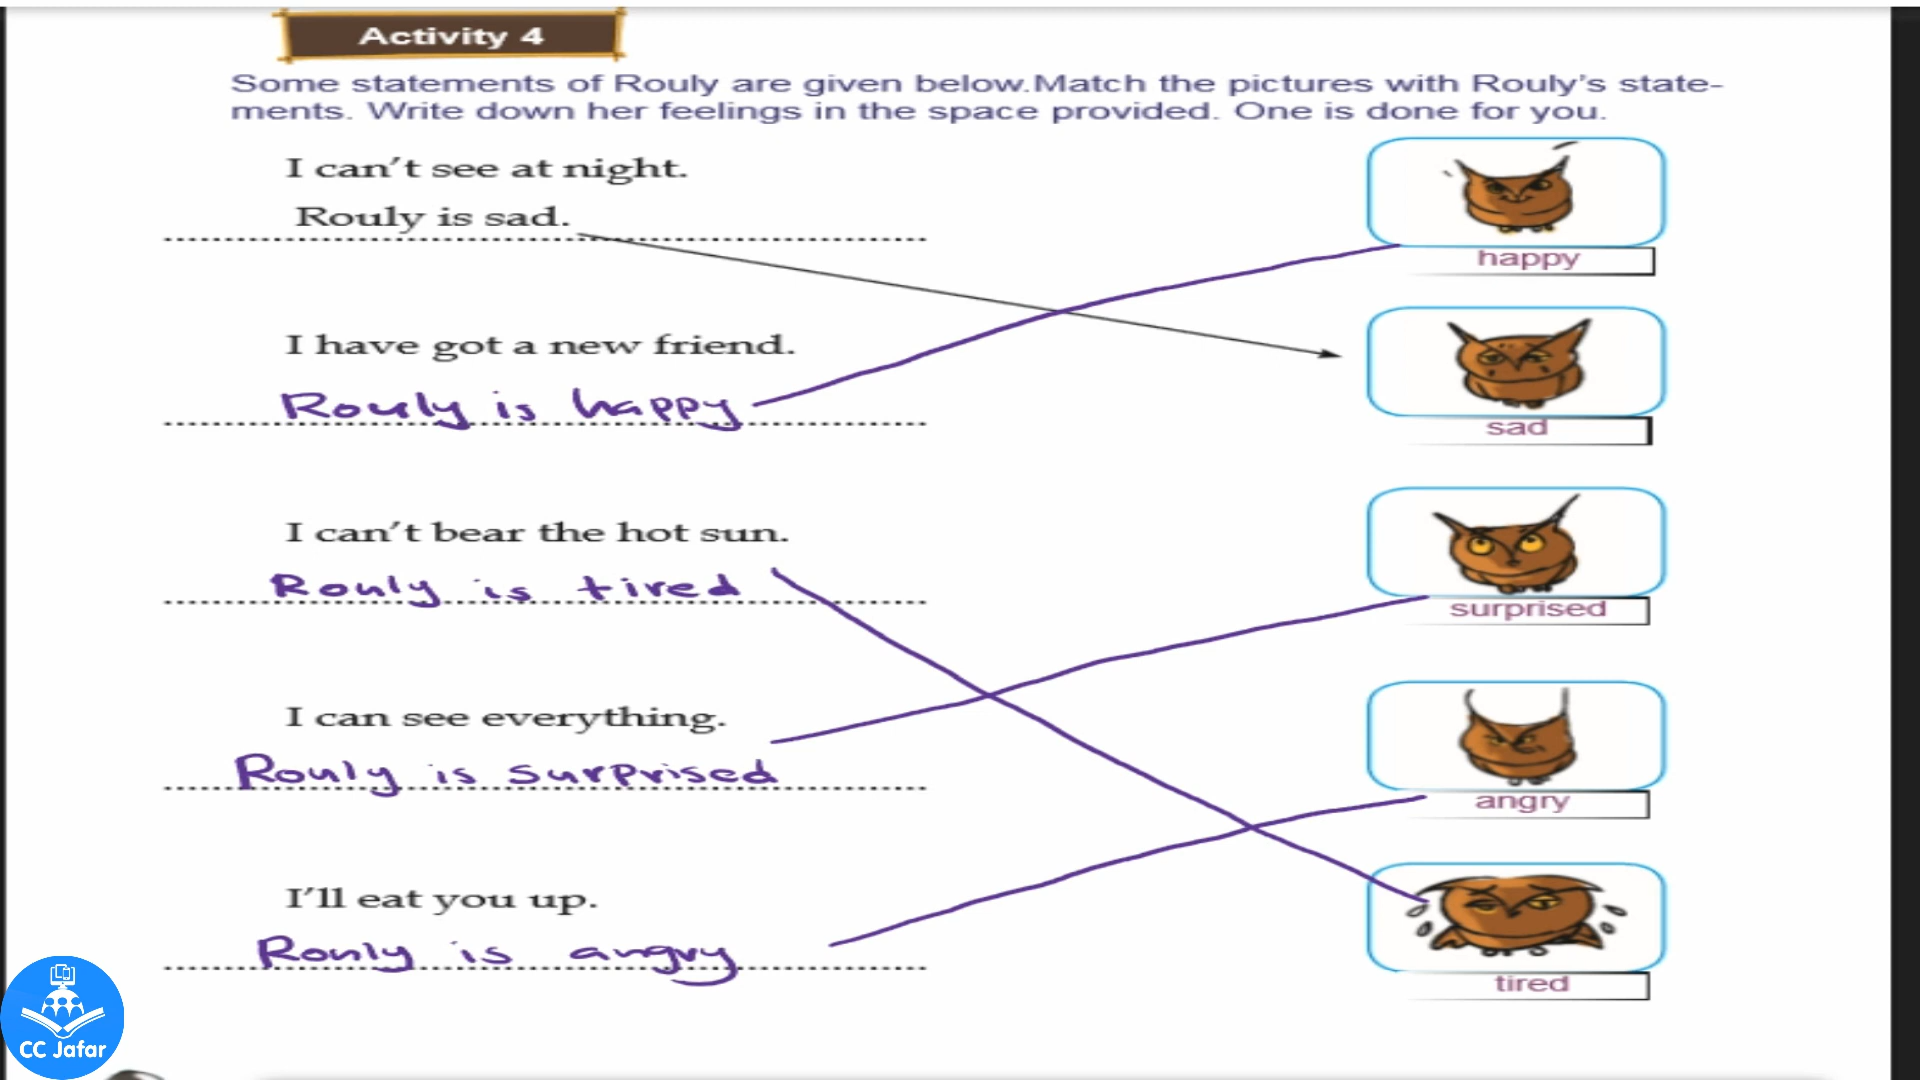 Activity 4
Some statements of Rouly are given below.Match the pictures with Rouly's state-
ments. Write down her feelings in the space provided. One is done for you.
I can't see at night.
Rouly is sad.
happy
I have got a new friend.
Rouly is happy
sad
I can't bear the hot sun.
Rouly is tired
surprised
I can see everything.
Rouly is surprised
angry
I'll eat you up.
Rouly is angry
tired
CC Jafar